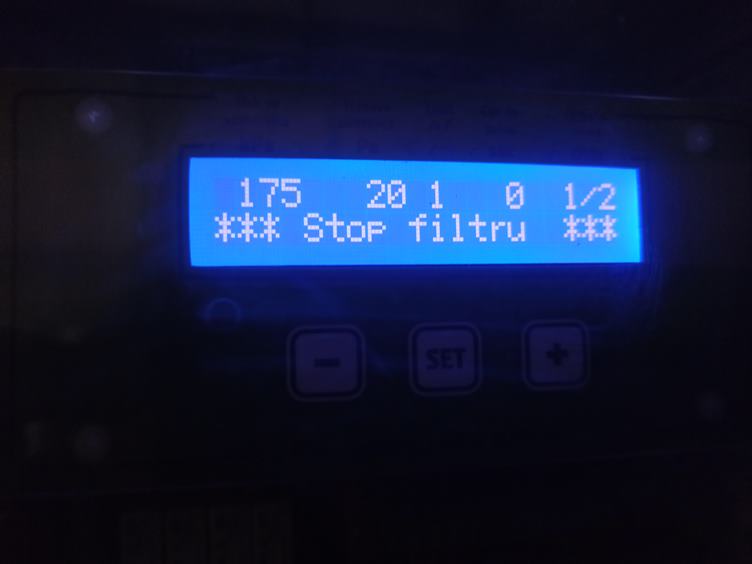 175 20 1 0 1/2
*** Stop filtru ***
- SET +